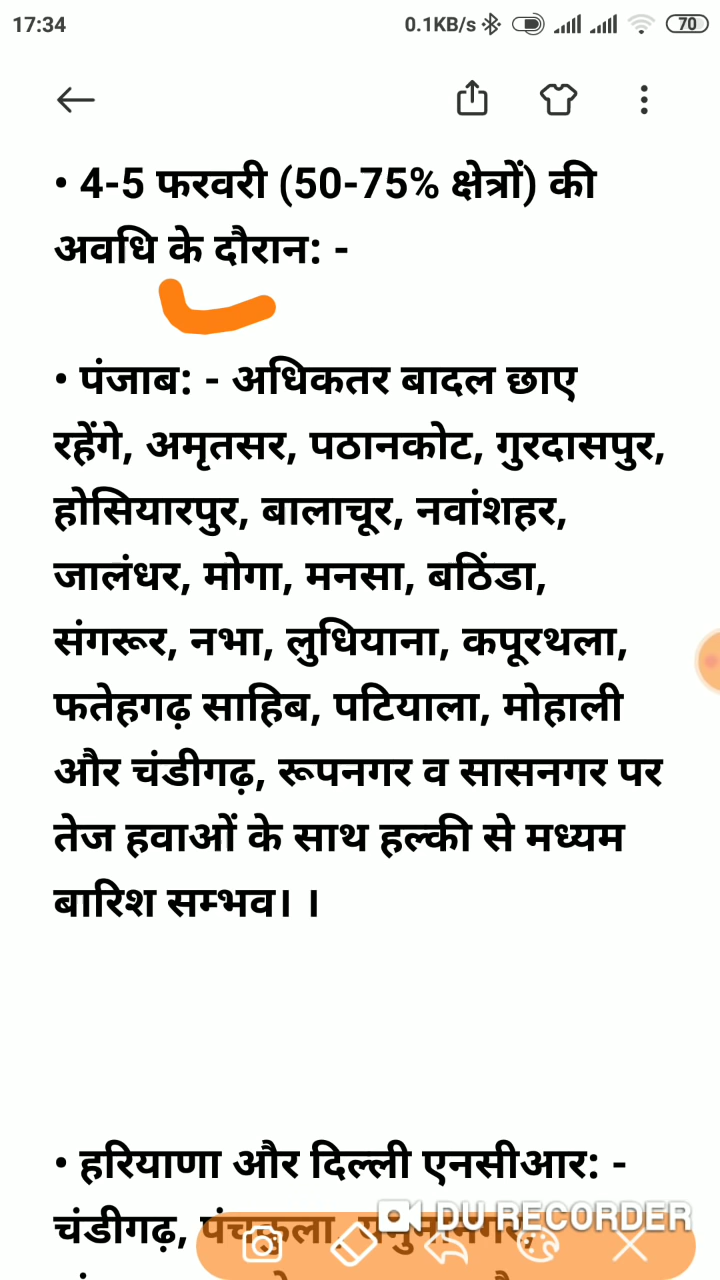 17:34
0.1KB/s
70
• 4-5 फरवरी (50-75% क्षेत्रों) की
अवधि के दौरान: -
• पंजाब: - अधिकतर बादल छाए
रहेंगे, अमृतसर, पठानकोट, गुरदासपुर,
होसियारपुर, बालाचूर, नवांशहर,
जालंधर, मोगा, मनसा, बठिंडा,
संगरूर, नभा, लुधियाना, कपूरथला,
फतेहगढ़ साहिब, पटियाला, मोहाली
और चंडीगढ़, रूपनगर व सासनगर पर
तेज हवाओं के साथ हल्की से मध्यम
बारिश सम्भव। ।
• हरियाणा और दिल्ली एनसीआर: -
चंडीगढ़, पंचकुला,
DU RECORDER